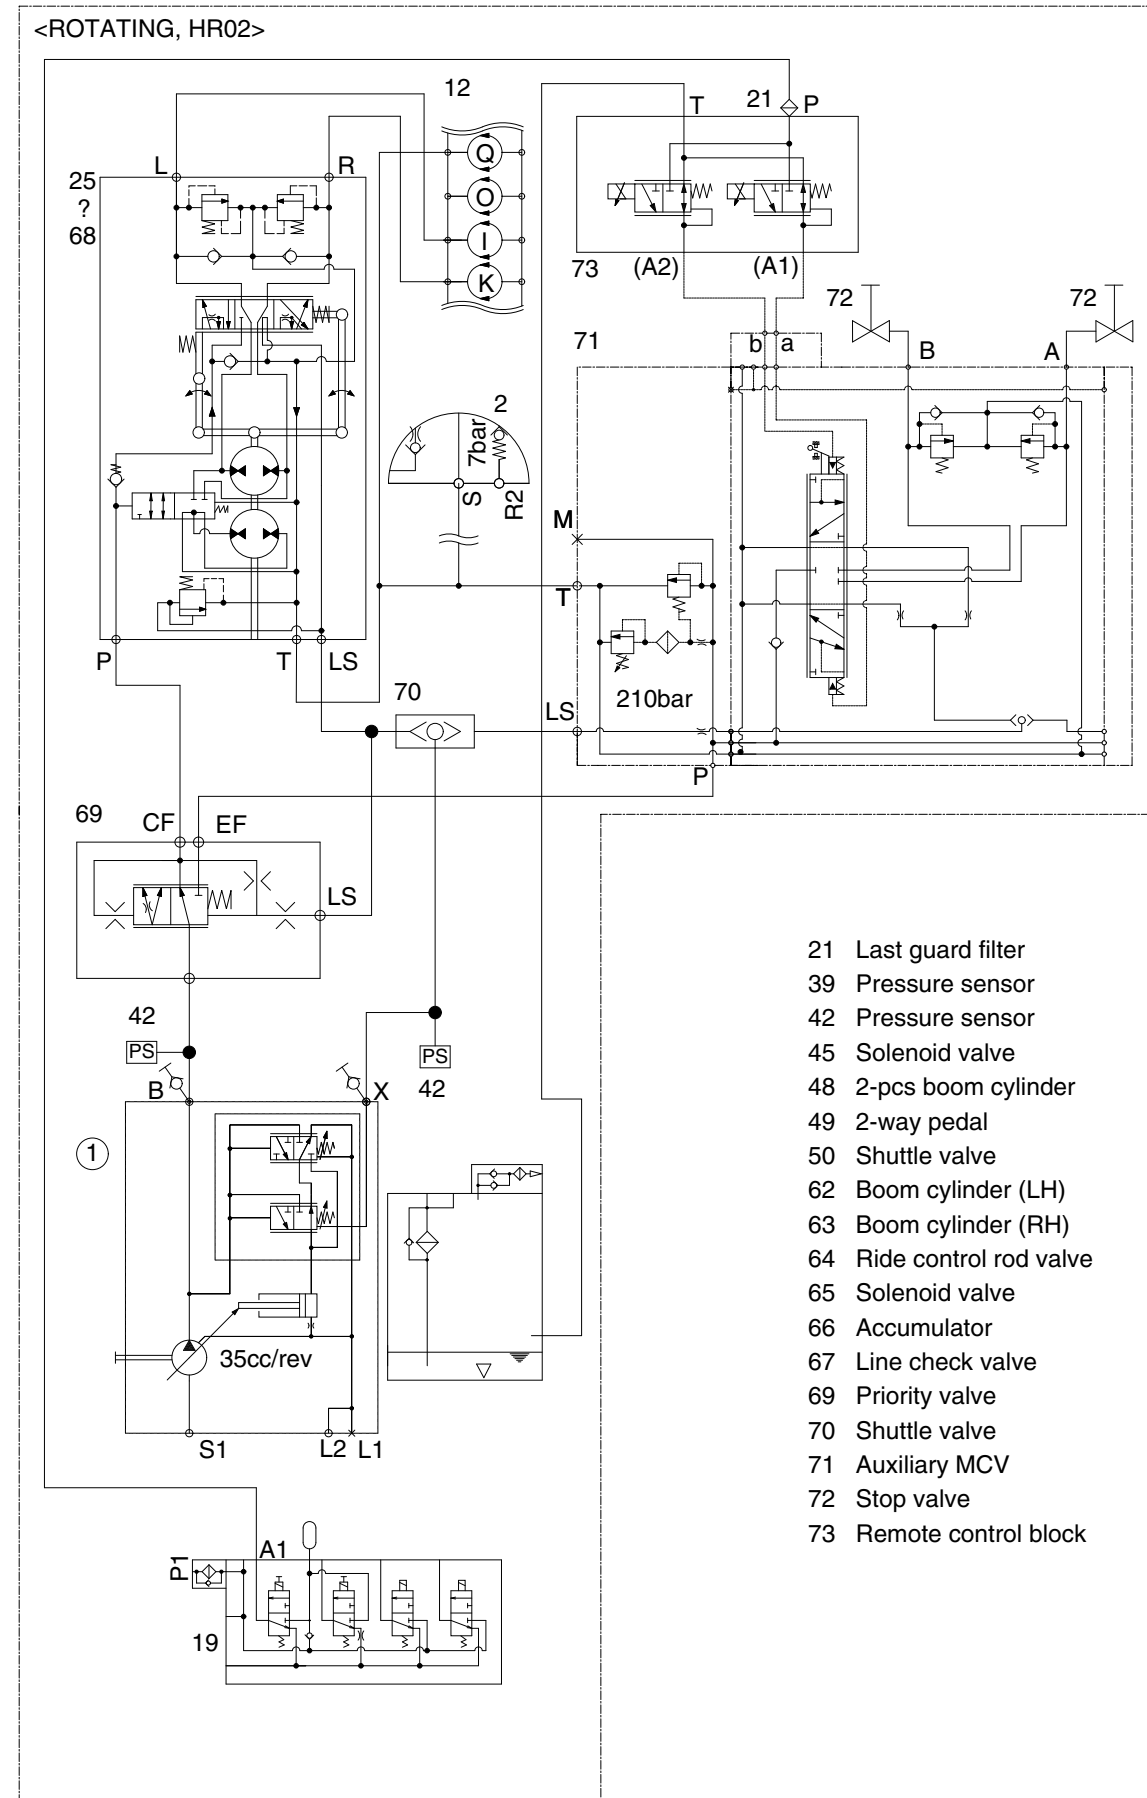 <ROTATING, HR02>
12
T
21
P
L
R
25
?
68
Q
O
I
K
73
(A2)
(A1)
72
72
71
b
a
B
A
2
7bar
S
R2
M
T
P
T
LS
70
210bar
LS
P
69
CF
EF
LS
42
PS
PS
42
B
X
1
35cc/rev
S1
L2
L1
P1
A1
19
21 Last guard filter
39 Pressure sensor
42 Pressure sensor
45 Solenoid valve
48 2-pcs boom cylinder
49 2-way pedal
50 Shuttle valve
62 Boom cylinder (LH)
63 Boom cylinder (RH)
64 Ride control rod valve
65 Solenoid valve
66 Accumulator
67 Line check valve
69 Priority valve
70 Shuttle valve
71 Auxiliary MCV
72 Stop valve
73 Remote control block